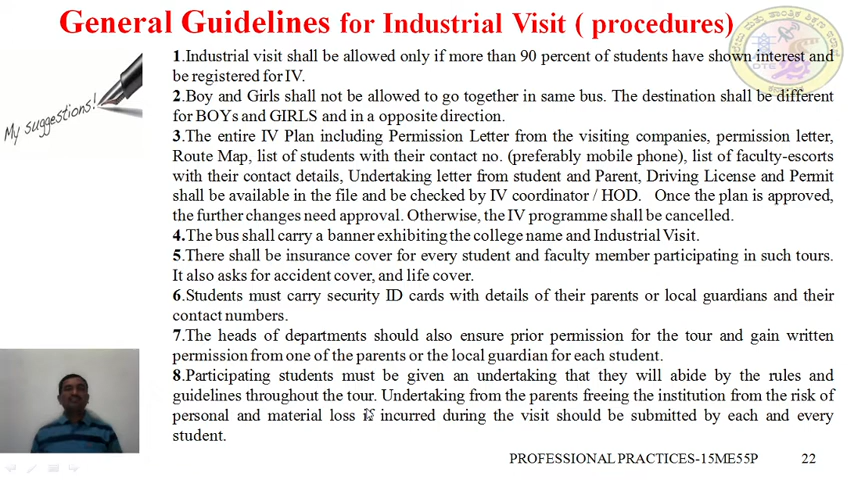 General Guidelines for Industrial Visit ( procedures)
My suggestions!
1.Industrial visit shall be allowed only if more than 90 percent of students have shown interest and
be registered for IV.
2.Boy and Girls shall not be allowed to go together in same bus. The destination shall be different
for BOYs and GIRLS and in a opposite direction.
3.The entire IV Plan including Permission Letter from the visiting companies, permission letter,
Route Map, list of students with their contact no. (preferably mobile phone), list of faculty-escorts
with their contact details, Undertaking letter from student and Parent, Driving License and Permit
shall be available in the file and be checked by IV coordinator / HOD. Once the plan is approved,
the further changes need approval. Otherwise, the IV programme shall be cancelled.
4.The bus shall carry a banner exhibiting the college name and Industrial Visit.
5.There shall be insurance cover for every student and faculty member participating in such tours.
It also asks for accident cover, and life cover.
6.Students must carry security ID cards with details of their parents or local guardians and their
contact numbers.
7.The heads of departments should also ensure prior permission for the tour and gain written
permission from one of the parents or the local guardian for each student.
8.Participating students must be given an undertaking that they will abide by the rules and
guidelines throughout the tour. Undertaking from the parents freeing the institution from the risk of
personal and material loss is incurred during the visit should be submitted by each and every
student.
DTE
PROFESSIONAL PRACTICES-15ME55P 22